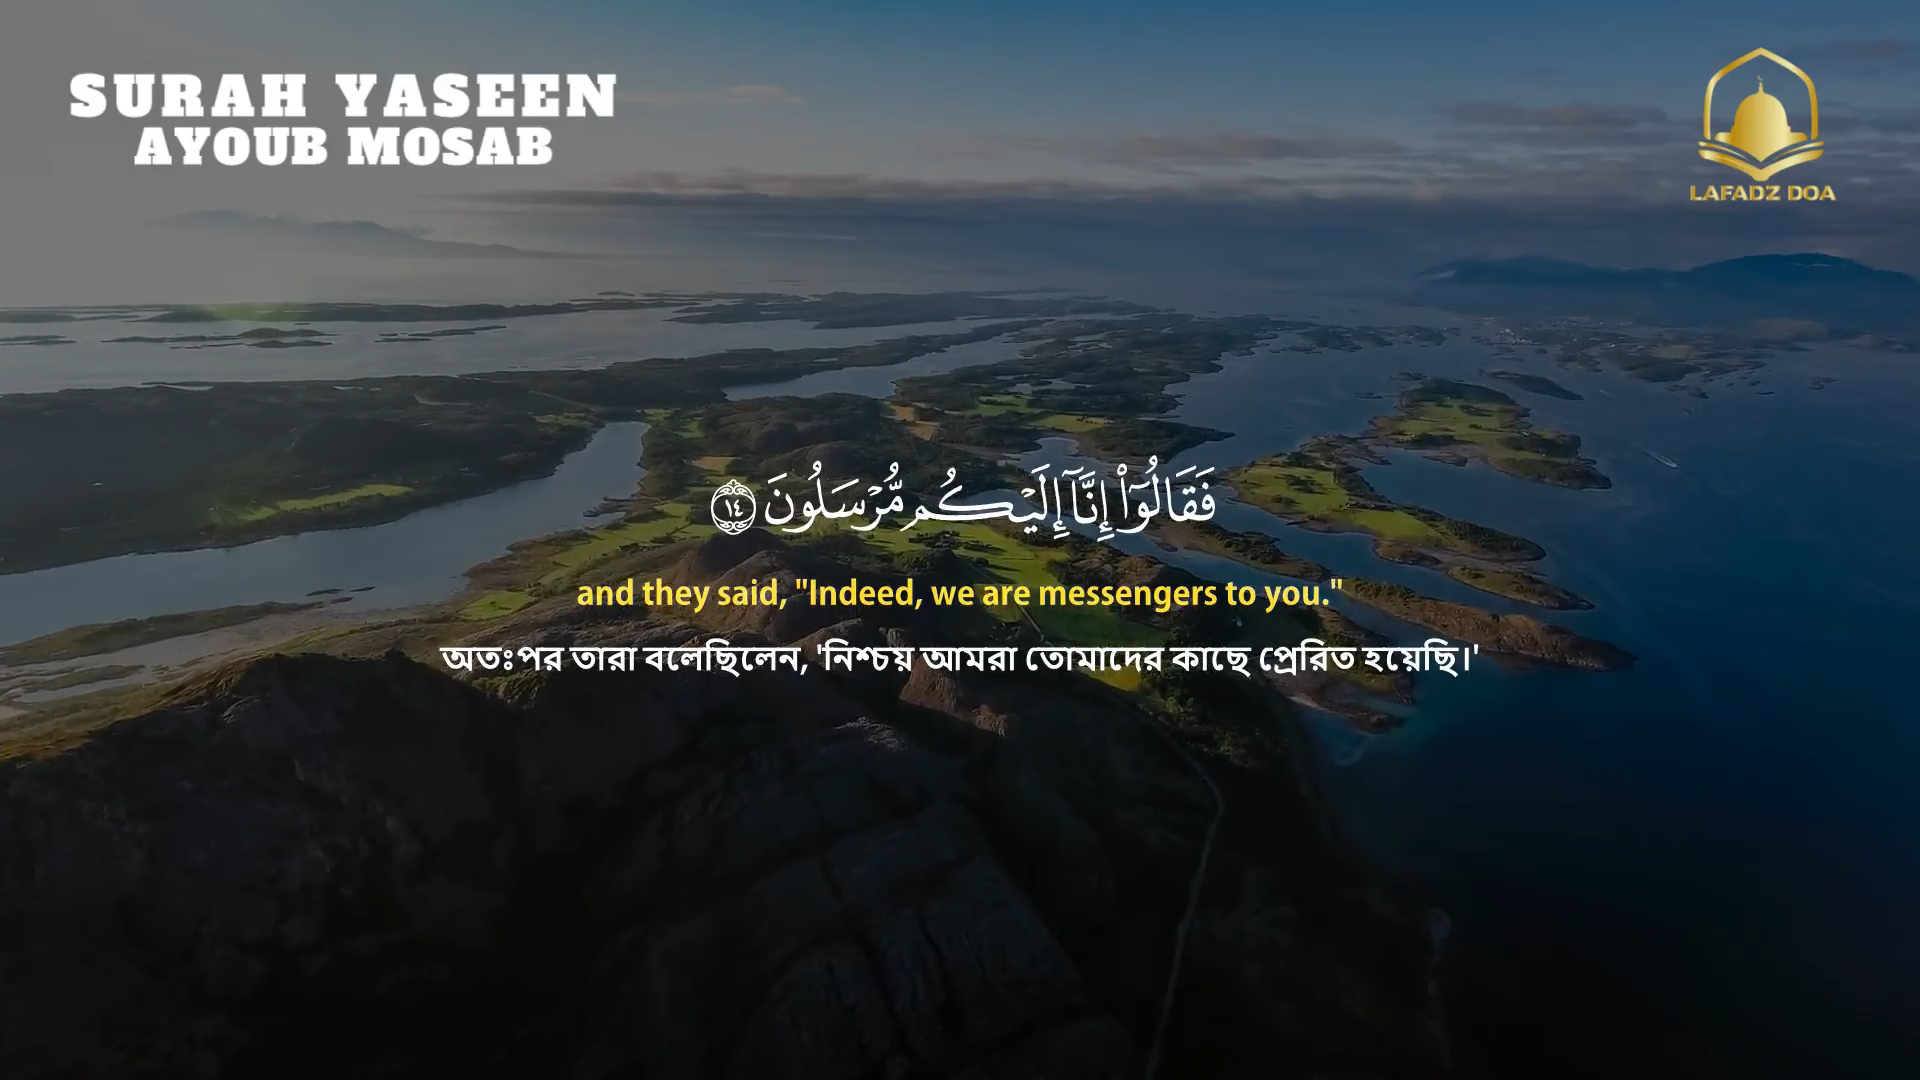 SURAH YASEEN
AYOUB MOSAB
LAFADZ DOA
فَقَالُوٓا۟ إِنَّآ إِلَيْكُم مُّرْسَلُونَ ١٤
and they said, "Indeed, we are messengers to you."
অতঃপর তারা বলেছিলেন, 'নিশ্চয় আমরা তোমাদের কাছে প্রেরিত হয়েছি।'